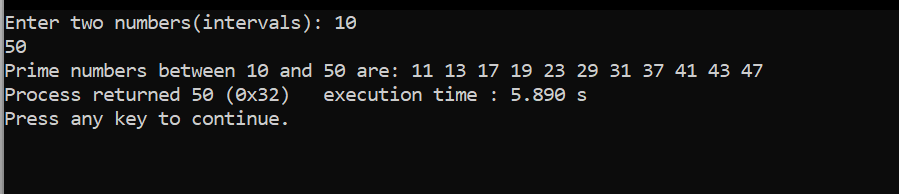 Enter two numbers(intervals): 10
50
Prime numbers between 10 and 50 are: 11 13 17 19 23 29 31 37 41 43 47
Process returned 50 (0x32)   execution time : 5.890 s
Press any key to continue.